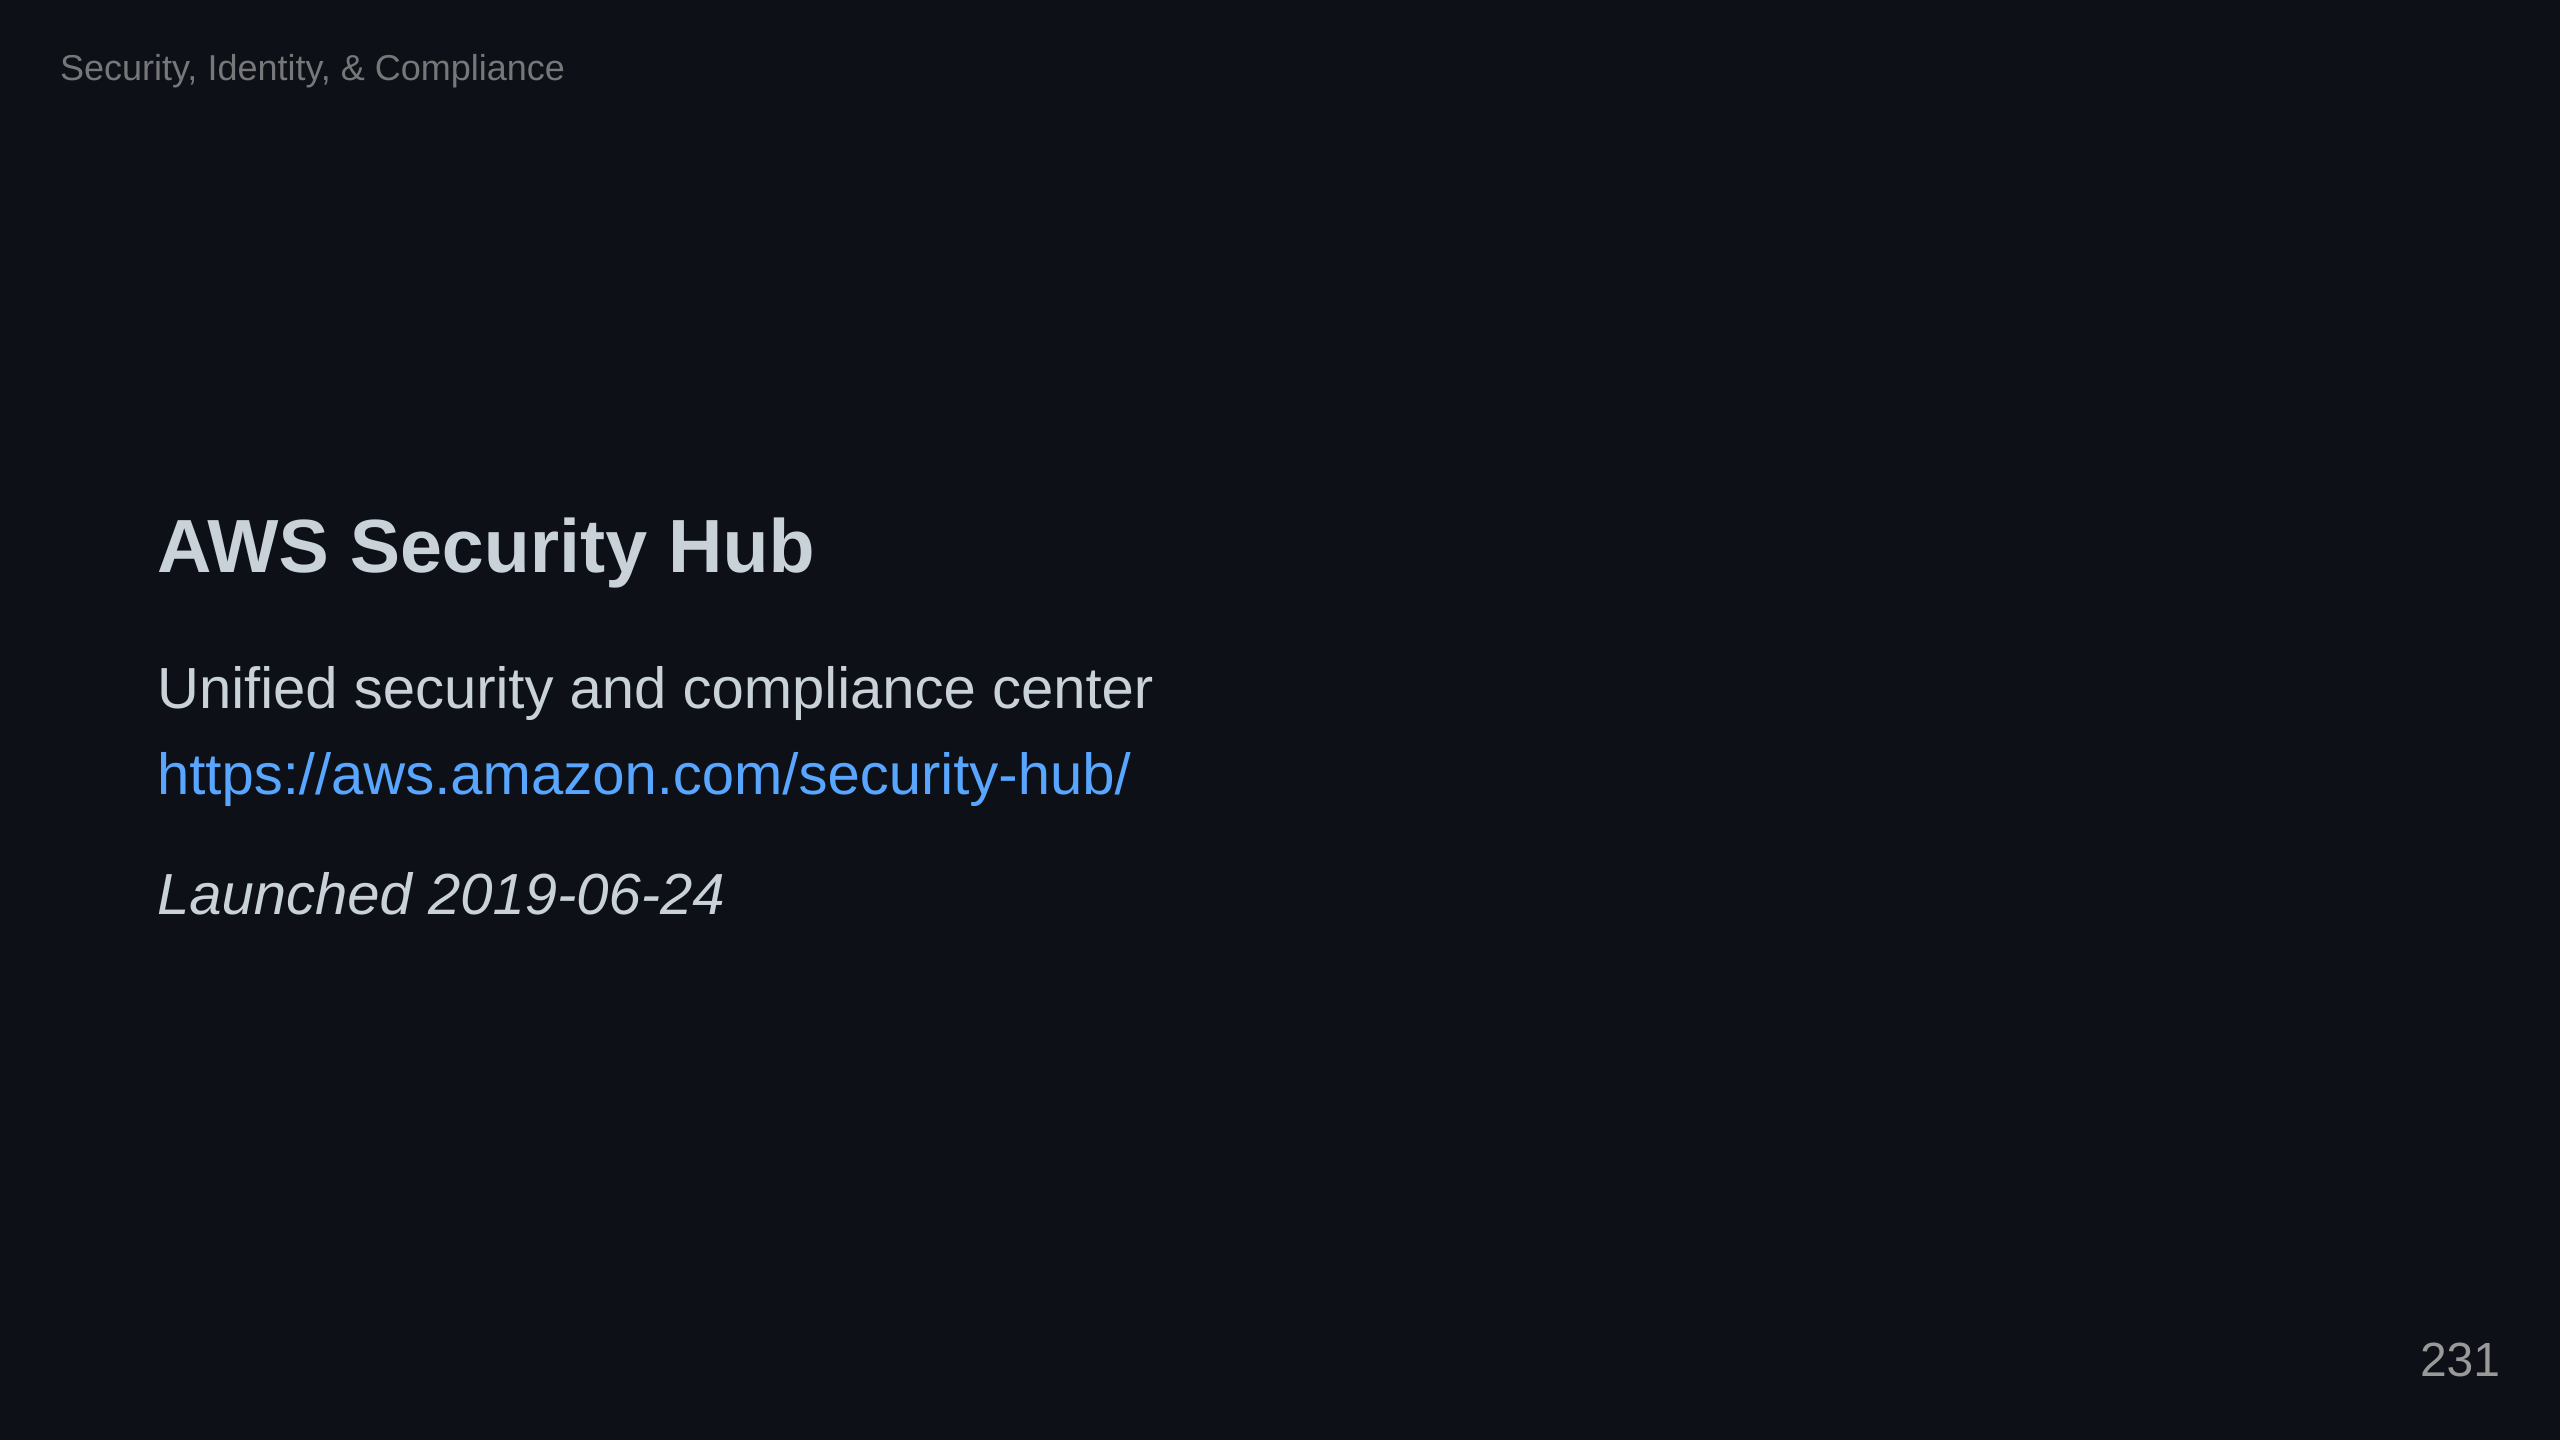 Security, Identity, & Compliance
AWS Security Hub
Unified security and compliance center
https://aws.amazon.com/security-hub/
Launched 2019-06-24
231